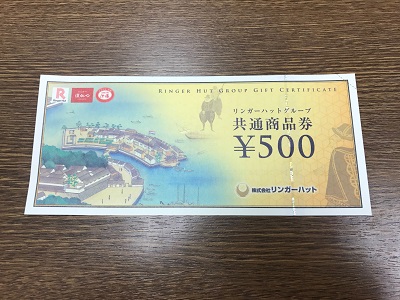 R
RINGER HUT GROUP GIFT CERTIFICATE
リンガーハットグループ
共通商品券
¥500
株式会社リンガーハット